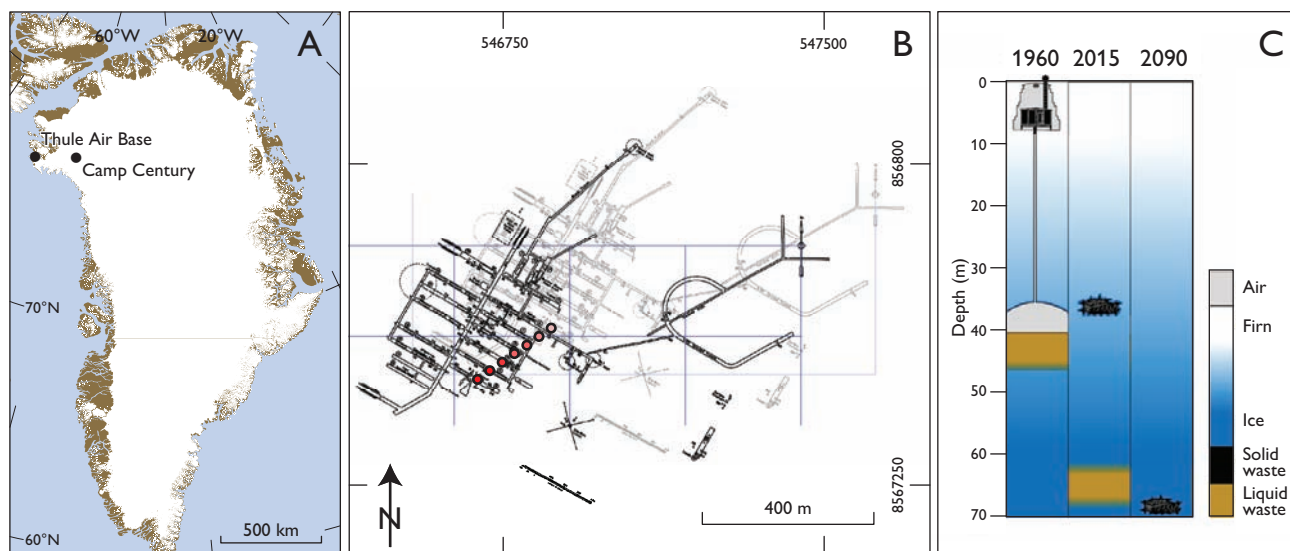 A
60°W
20°W
Thule Air Base
Camp Century
70°N
60°N
500 km
B
546750
547500
856800
8567250
N
400 m
C
1960
2015
2090
Depth (m)
0
10
20
30
40
50
60
70
Air
Firn
Ice
Solid
waste
Liquid
waste